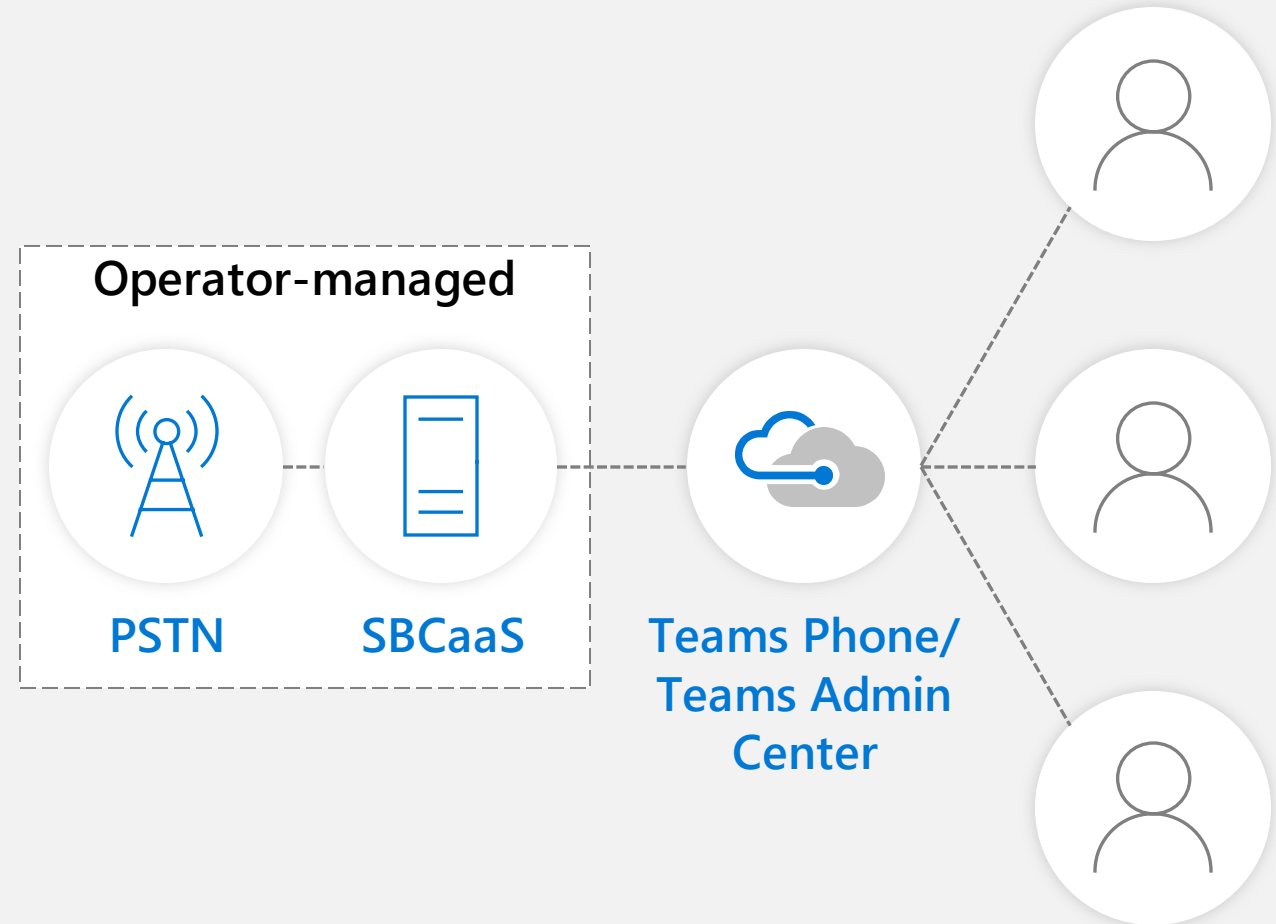 Operator-managed
PSTN
SBCaaS
Teams Phone/
Teams Admin
Center